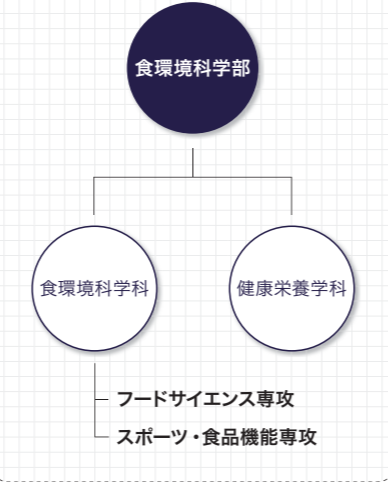 食環境科学部
食環境科学科
健康栄養学科
フードサイエンス専攻
スポーツ・食品機能専攻